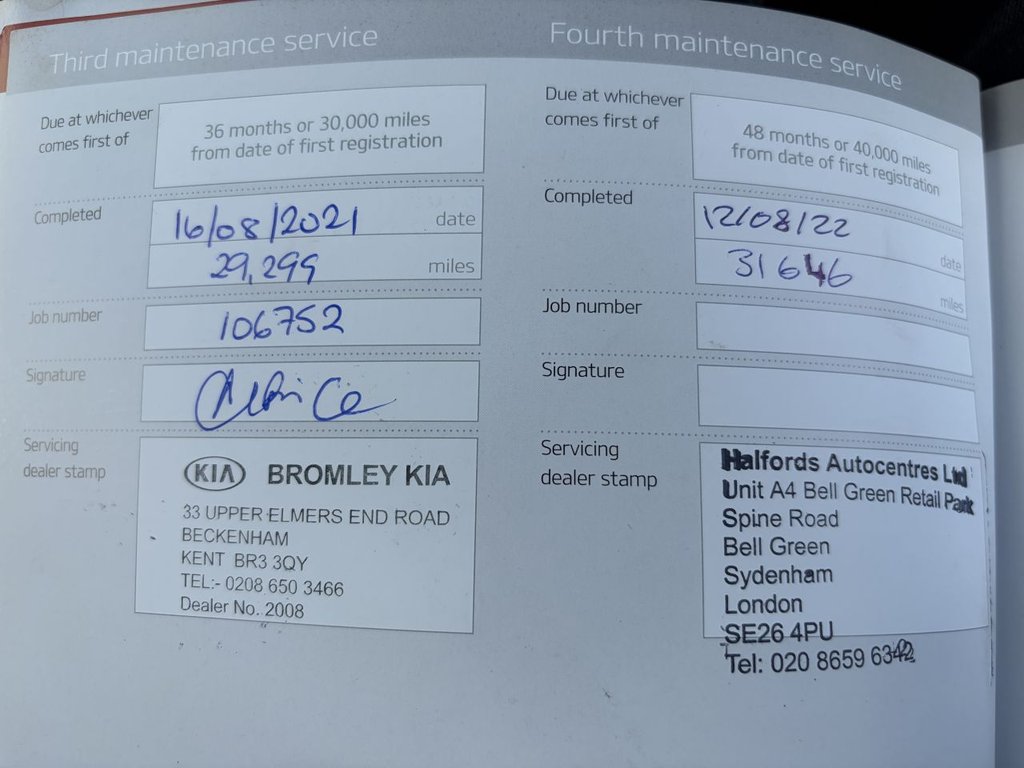 Third maintenance service
Due at whichever
comes first of
36 months or 30,000 miles
from date of first registration
Completed
16/08/2021 date
29,299 miles
Job number
106752
Signature
Servicing
dealer stamp
KIA BROMLEY KIA
33 UPPER ELMERS END ROAD
BECKENHAM
KENT BR3 3QY
TEL:- 0208 650 3466
Dealer No. 2008
Fourth maintenance service
Due at whichever
comes first of
48 months or 40,000 miles
from date of first registration
Completed
12/08/22 date
31646 miles
Job number
Signature
Servicing
dealer stamp
Halfords Autocentres Ltd
Unit A4 Bell Green Retail Park
Spine Road
Bell Green
Sydenham
London
SE26 4PU
Tel: 020 8659 6342